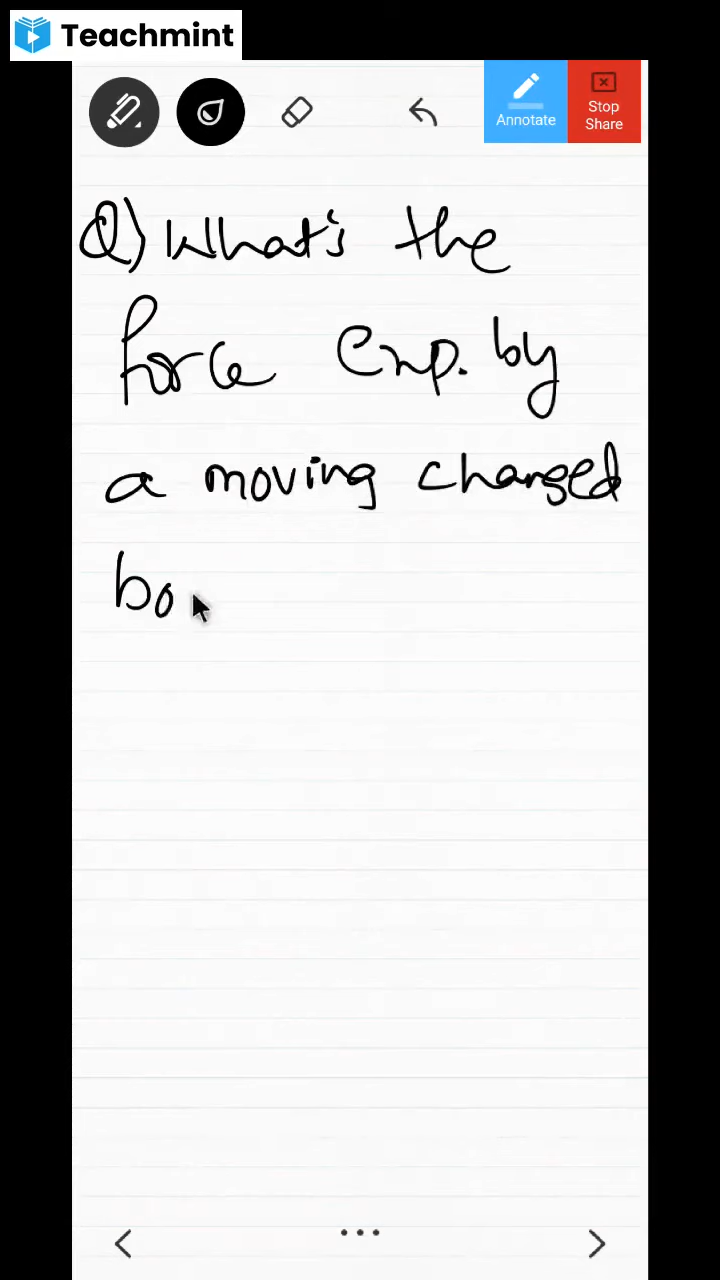 Teachmint
Annotate
Stop
Share
Q) What's the
force exp. by
a moving charged
bo